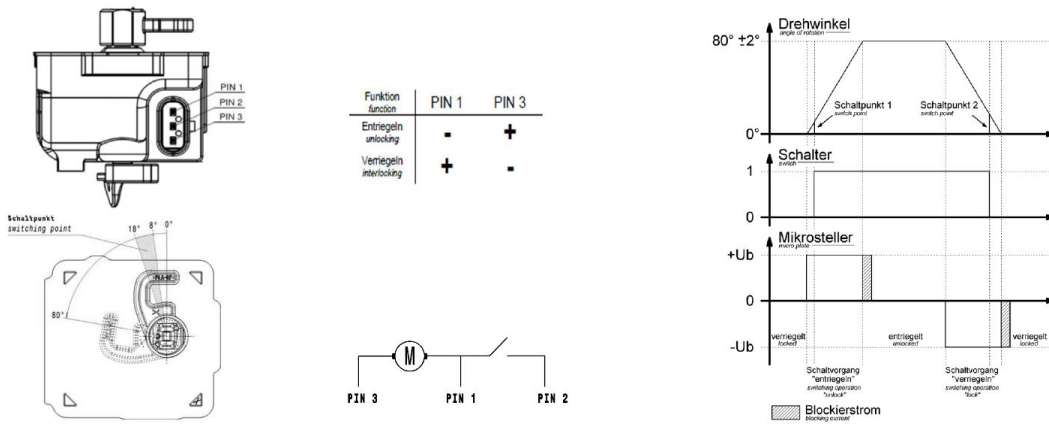 PIN 1
PIN 2
PIN 3
Schaltpunkt
switching point
18° 8° 0°
80°
Funktion PIN 1 PIN 3
function
Entriegeln - +
unlocking
Verriegeln + -
interlocking
M
PIN 3 PIN 1 PIN 2
Drehwinkel
angle of rotation
80° ±2°
Schaltpunkt 1 Schaltpunkt 2
switch point switch point
0°
Schalter
switch
1
0
Mikrosteller
micro plate
+Ub
0
verriegelt entriegelt verriegelt
locked unlocked locked
-Ub
Schaltvorgang Schaltvorgang
"entriegeln" "verriegeln"
switching operation switching operation
"unlock" "lock"
Blockierstrom
blocking current